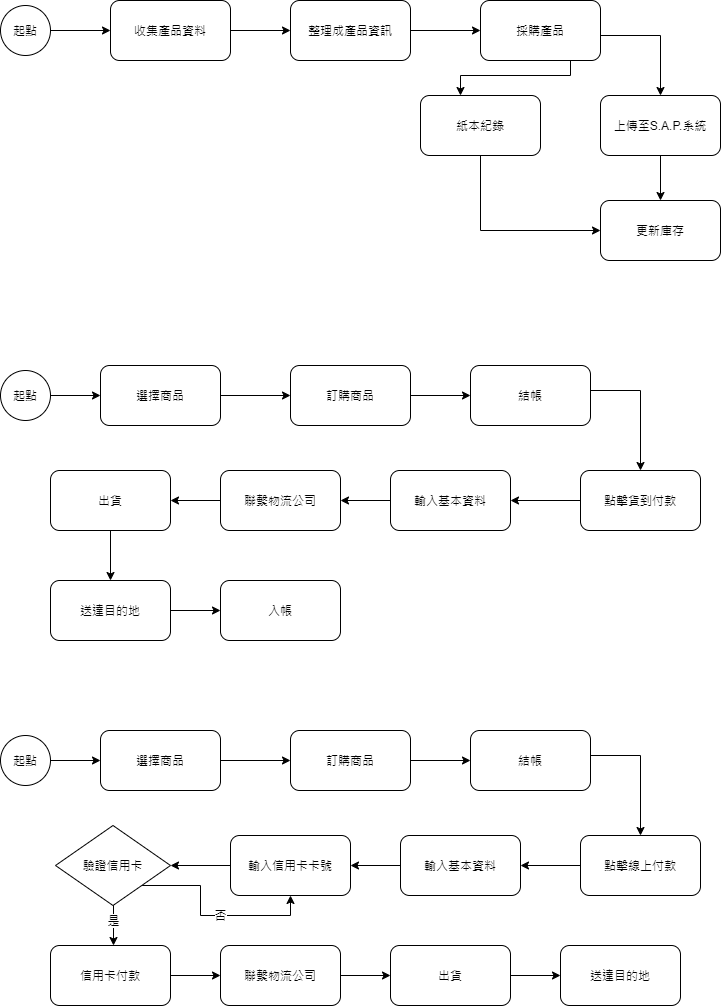 起點
收集產品資料
整理成產品資訊
採購產品
紙本紀錄
上傳至S.A.P.系統
更新庫存
起點
選擇商品
訂購商品
結帳
點擊貨到付款
輸入基本資料
聯繫物流公司
出貨
送達目的地
入帳
起點
選擇商品
訂購商品
結帳
點擊線上付款
輸入基本資料
輸入信用卡卡號
驗證信用卡
否
是
信用卡付款
聯繫物流公司
出貨
送達目的地